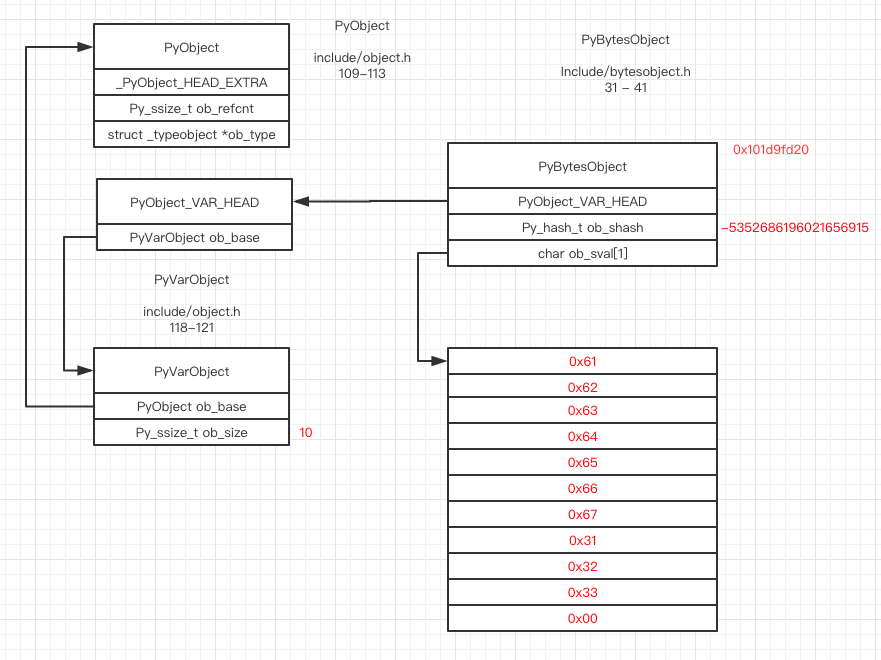 PyObject
_PyObject_HEAD_EXTRA
Py_ssize_t ob_refcnt
struct _typeobject *ob_type
PyObject
include/object.h
109-113
PyBytesObject
Include/bytesobject.h
31 - 41
PyObject_VAR_HEAD
PyVarObject ob_base
PyBytesObject
PyObject_VAR_HEAD
Py_hash_t ob_shash
char ob_sval[1]
0x101d9fd20
-5352686196021656915
PyVarObject
include/object.h
118-121
PyVarObject
PyObject ob_base
Py_ssize_t ob_size
10
0x61
0x62
0x63
0x64
0x65
0x66
0x67
0x31
0x32
0x33
0x00